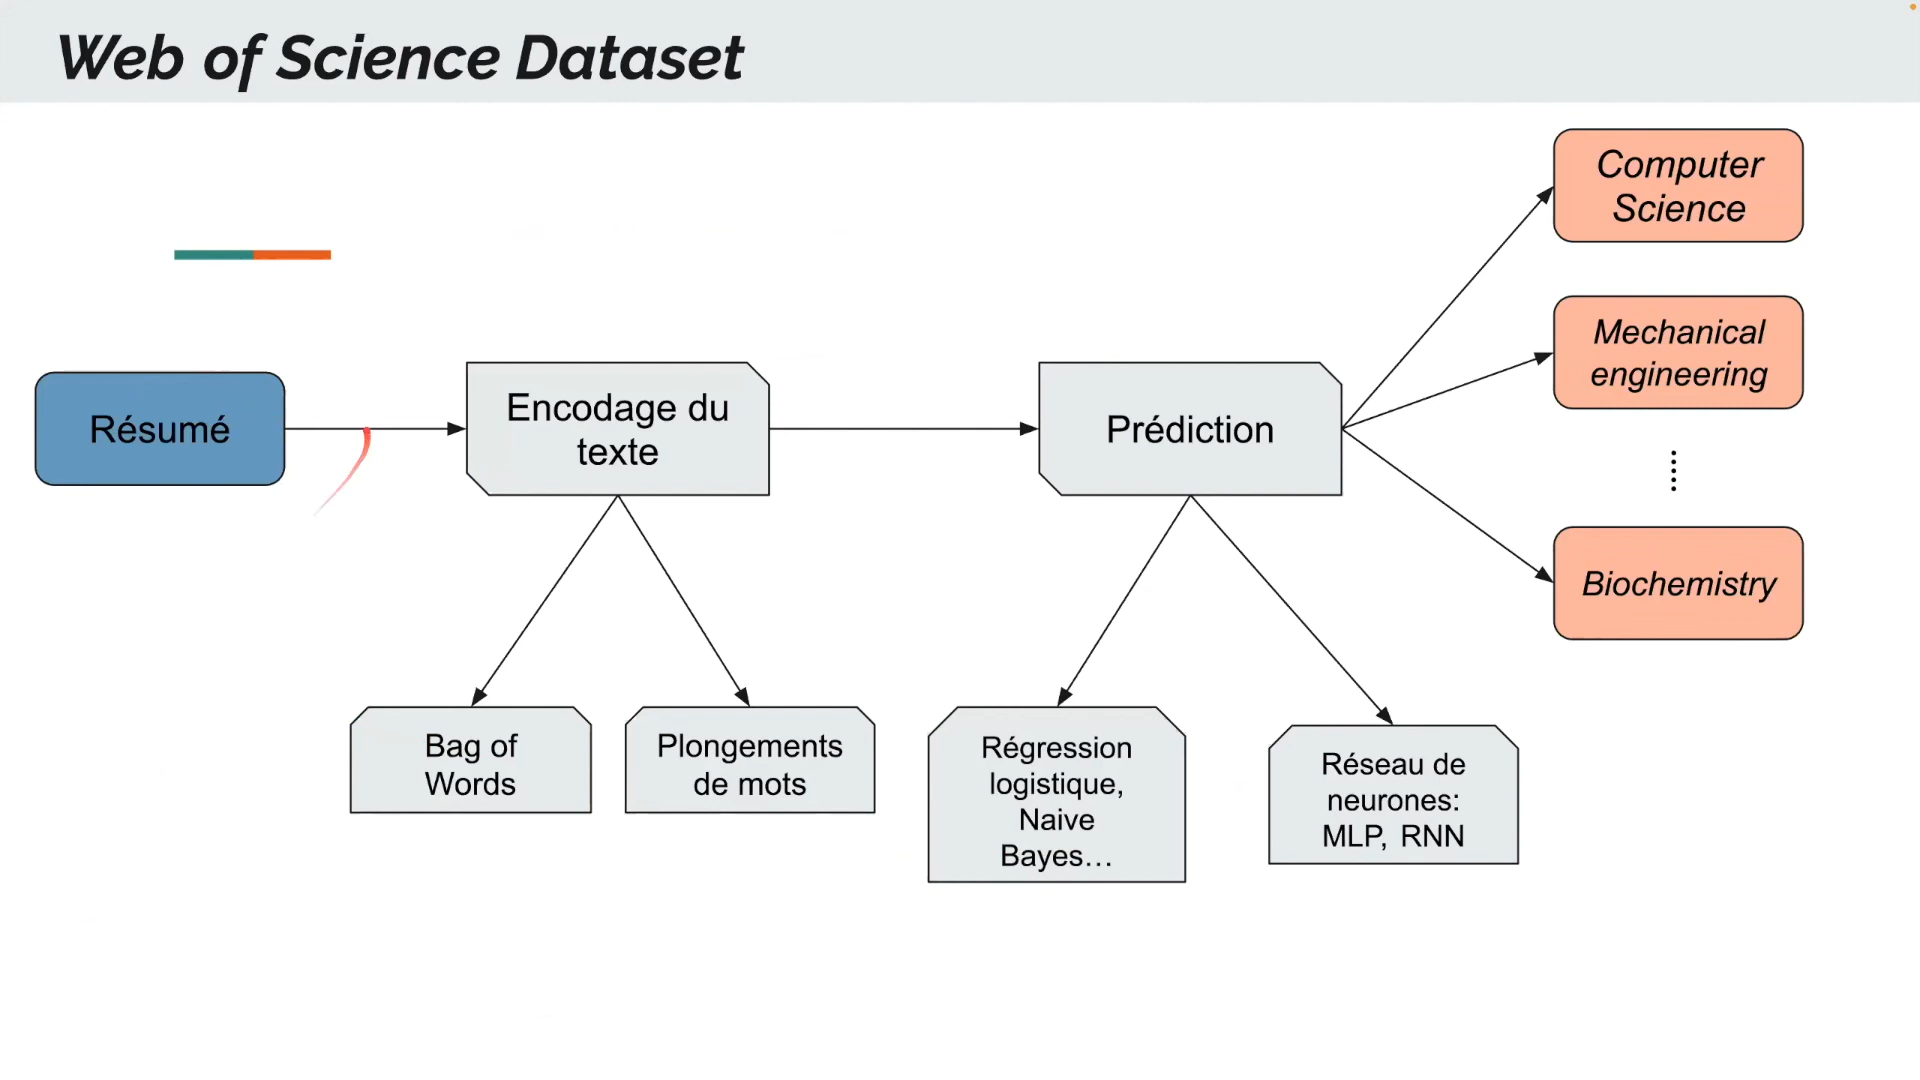 Web of Science Dataset
Résumé
Encodage du
texte
Bag of
Words
Plongements
de mots
Prédiction
Régression
logistique,
Naive
Bayes…
Réseau de
neurones:
MLP, RNN
Computer
Science
Mechanical
engineering
Biochemistry